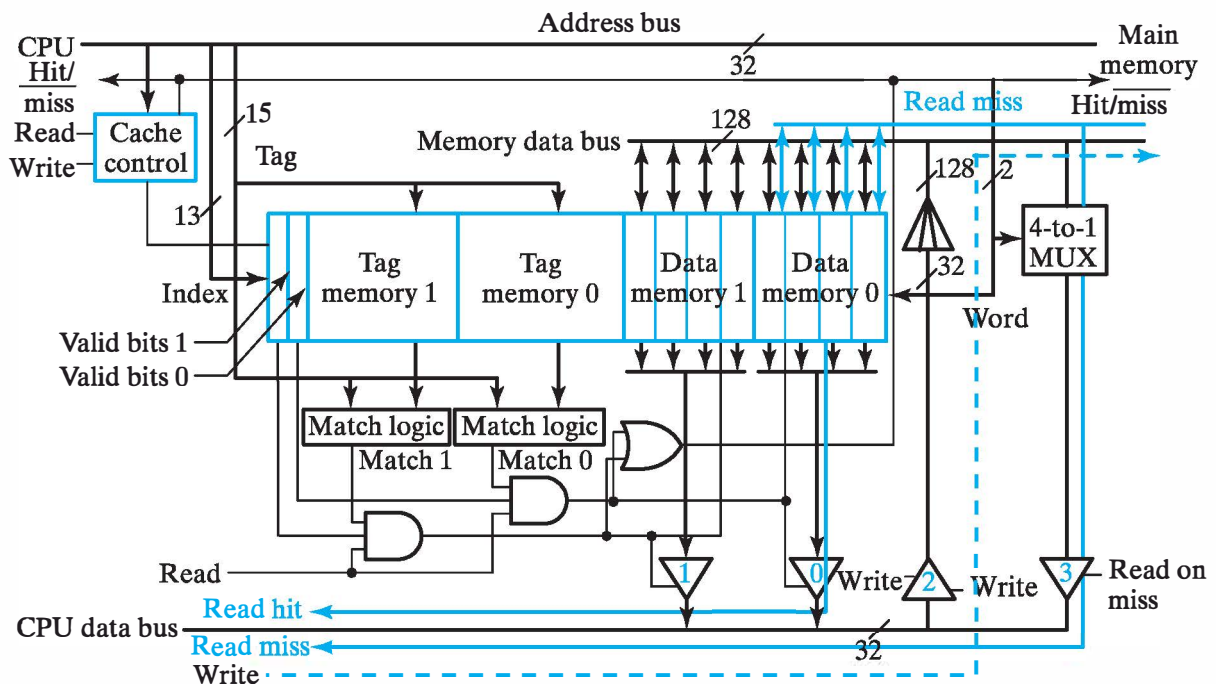 Address bus
CPU
32
Main
memory
Hit/
miss
Hit/miss
Read miss
Read
Write
Cache
control
15
Tag
Memory data bus
128
128
2
13
4-to-1
MUX
Tag
memory 1
Tag
memory 0
Data
memory 1
Data
memory 0
32
Index
Word
Valid bits 1
Valid bits 0
Match logic
Match logic
Match 1
Match 0
Read
1
0
Write
2
Write
3
Read on
miss
Read hit
CPU data bus
32
Read miss
Write